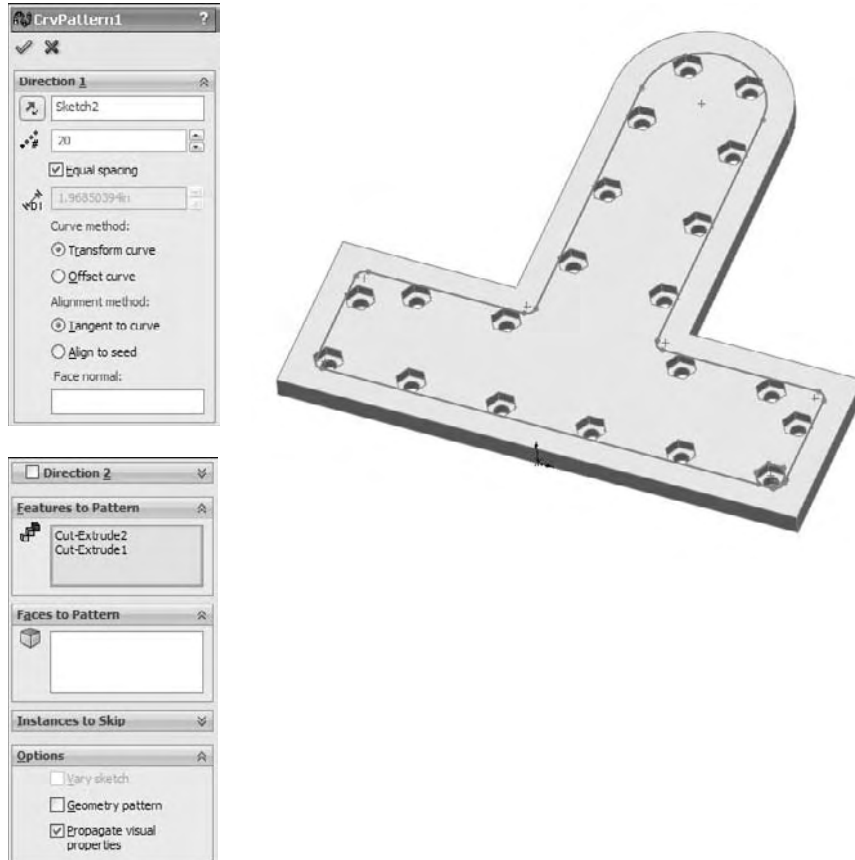 CrvPattern1 ?
Direction 1
Sketch2
20
Equal spacing
1.96850394in
Curve method:
Transform curve
Offset curve
Alignment method:
Tangent to curve
Align to seed
Face normal:
Direction 2
Features to Pattern
Cut-Extrude2
Cut-Extrude1
Faces to Pattern
Instances to Skip
Options
Vary sketch
Geometry pattern
Propagate visual
properties